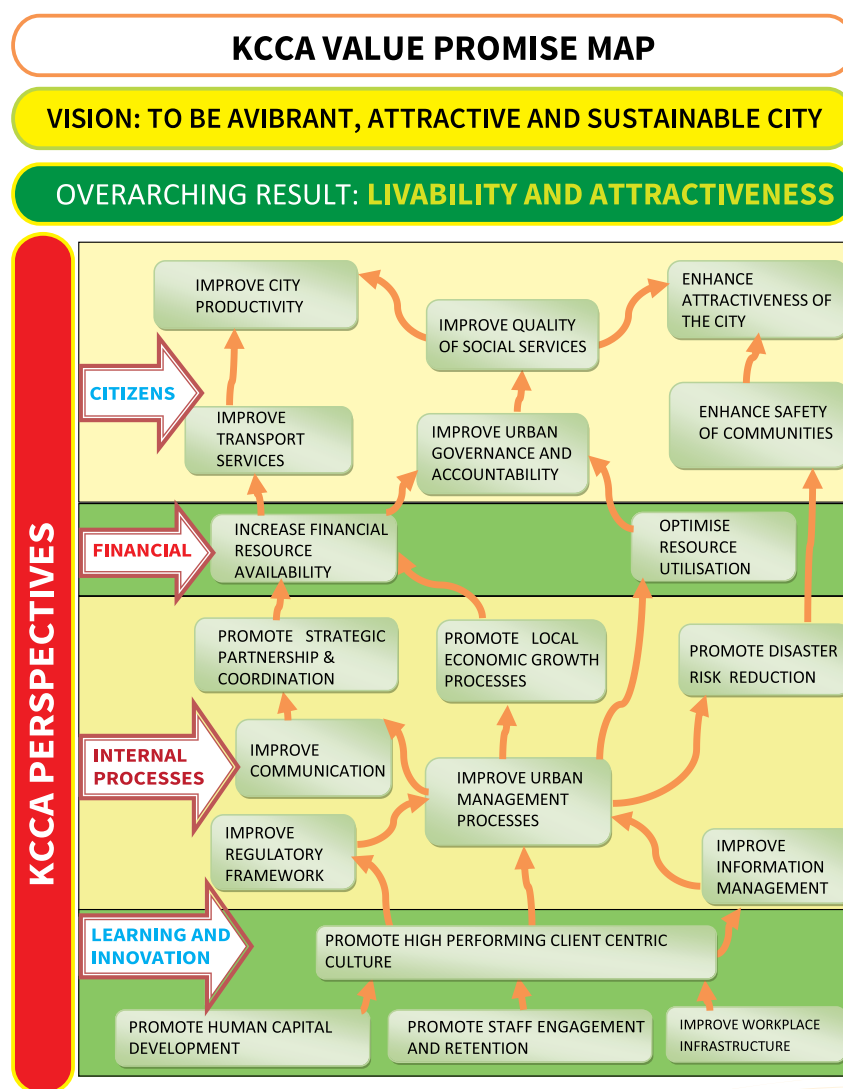 KCCA VALUE PROMISE MAP
VISION: TO BE AVIBRANT, ATTRACTIVE AND SUSTAINABLE CITY
OVERARCHING RESULT: LIVABILITY AND ATTRACTIVENESS
KCCA PERSPECTIVES
CITIZENS
IMPROVE CITY
PRODUCTIVITY
IMPROVE QUALITY
OF SOCIAL SERVICES
ENHANCE
ATTRACTIVENESS OF
THE CITY
IMPROVE
TRANSPORT
SERVICES
IMPROVE URBAN
GOVERNANCE AND
ACCOUNTABILITY
ENHANCE SAFETY
OF COMMUNITIES
FINANCIAL
INCREASE FINANCIAL
RESOURCE
AVAILABILITY
OPTIMISE
RESOURCE
UTILISATION
INTERNAL
PROCESSES
PROMOTE STRATEGIC
PARTNERSHIP &
COORDINATION
PROMOTE LOCAL
ECONOMIC GROWTH
PROCESSES
PROMOTE DISASTER
RISK REDUCTION
IMPROVE
COMMUNICATION
IMPROVE URBAN
MANAGEMENT
PROCESSES
IMPROVE
REGULATORY
FRAMEWORK
IMPROVE
INFORMATION
MANAGEMENT
LEARNING AND
INNOVATION
PROMOTE HIGH PERFORMING CLIENT CENTRIC
CULTURE
PROMOTE HUMAN CAPITAL
DEVELOPMENT
PROMOTE STAFF ENGAGEMENT
AND RETENTION
IMPROVE WORKPLACE
INFRASTRUCTURE